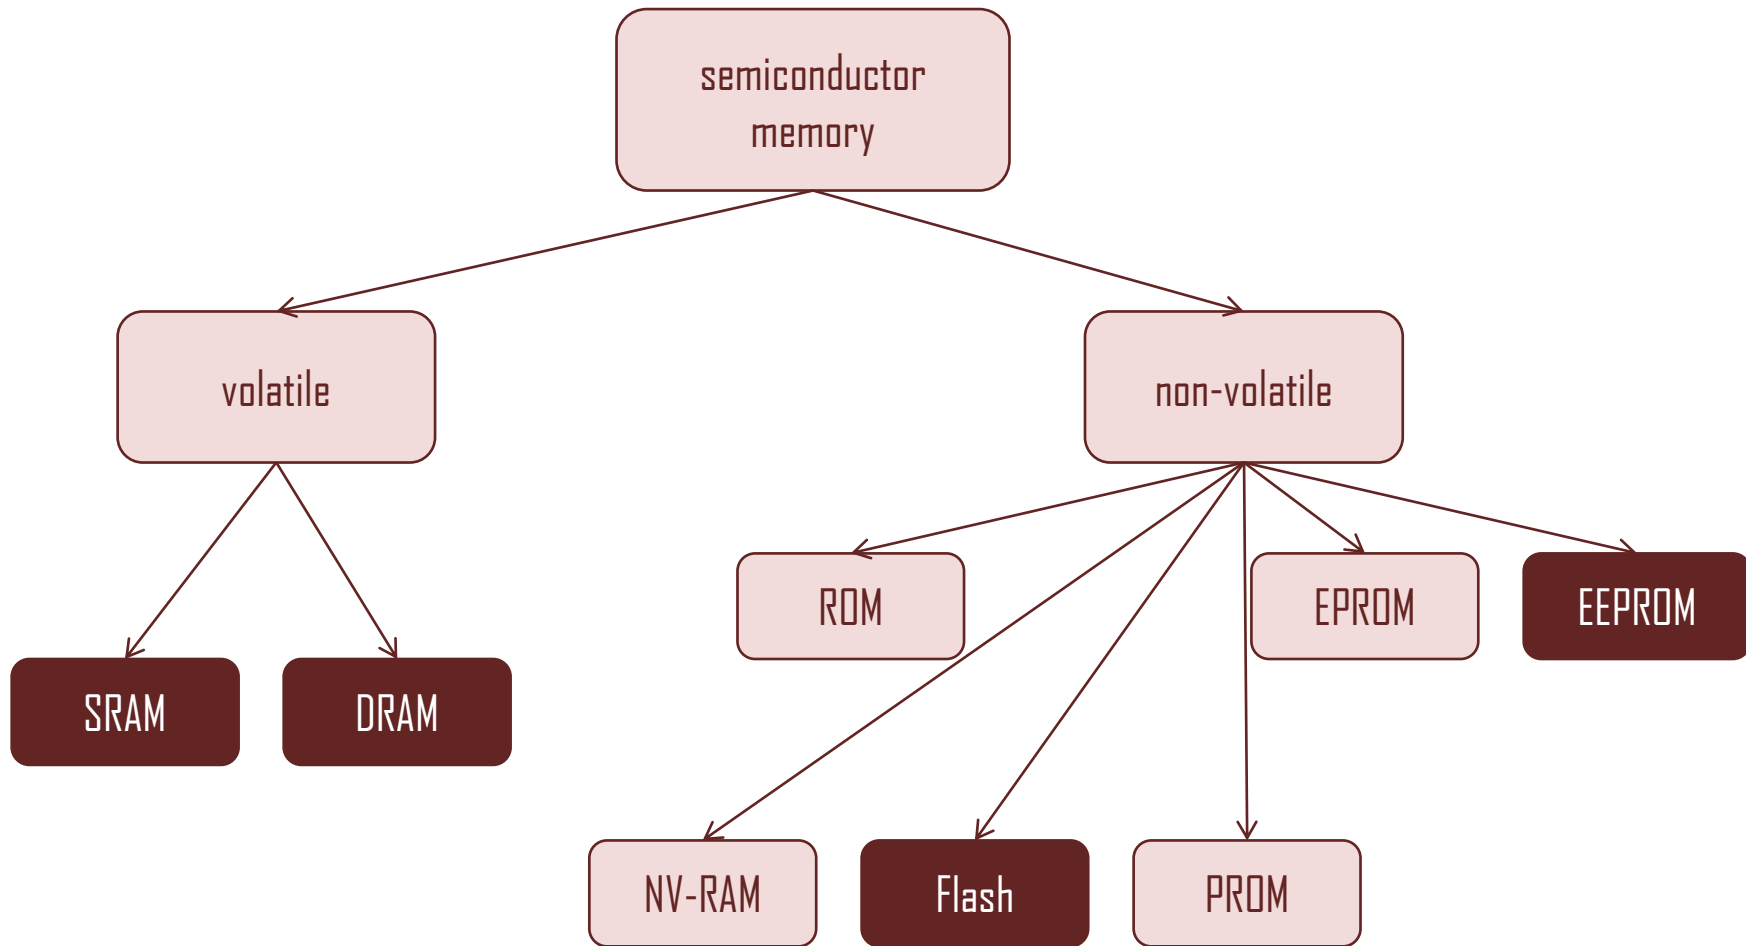 semiconductor
memory
volatile
non-volatile
ROM
EPROM
EEPROM
SRAM
DRAM
NV-RAM
Flash
PROM